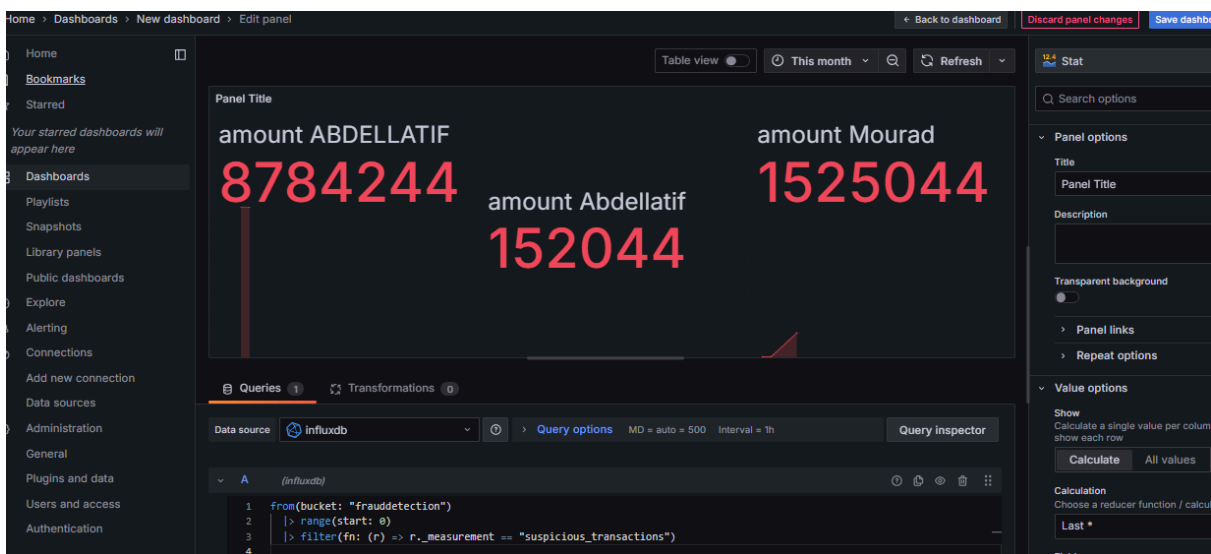 Home > Dashboards > New dashboard > Edit panel
← Back to dashboard
Discard panel changes
Save dashbo
Home
Bookmarks
Starred
Your starred dashboards will
appear here
Dashboards
Playlists
Snapshots
Library panels
Public dashboards
Explore
Alerting
Connections
Add new connection
Data sources
Administration
General
Plugins and data
Users and access
Authentication
Table view
This month
Refresh
Panel Title
amount ABDELLATIF
8784244
amount Abdellatif
152044
amount Mourad
1525044
Queries 1
Transformations 0
Data source
influxdb
Query options MD = auto = 500 Interval = 1h
Query inspector
A (influxdb)
1 from(bucket: "frauddetection")
2 |> range(start: 0)
3 |> filter(fn: (r) => r._measurement == "suspicious_transactions")
4
12.4
Stat
Search options
Panel options
Title
Panel Title
Description
Transparent background
Panel links
Repeat options
Value options
Show
Calculate a single value per colum
show each row
Calculate All values
Calculation
Choose a reducer function / calcul
Last *